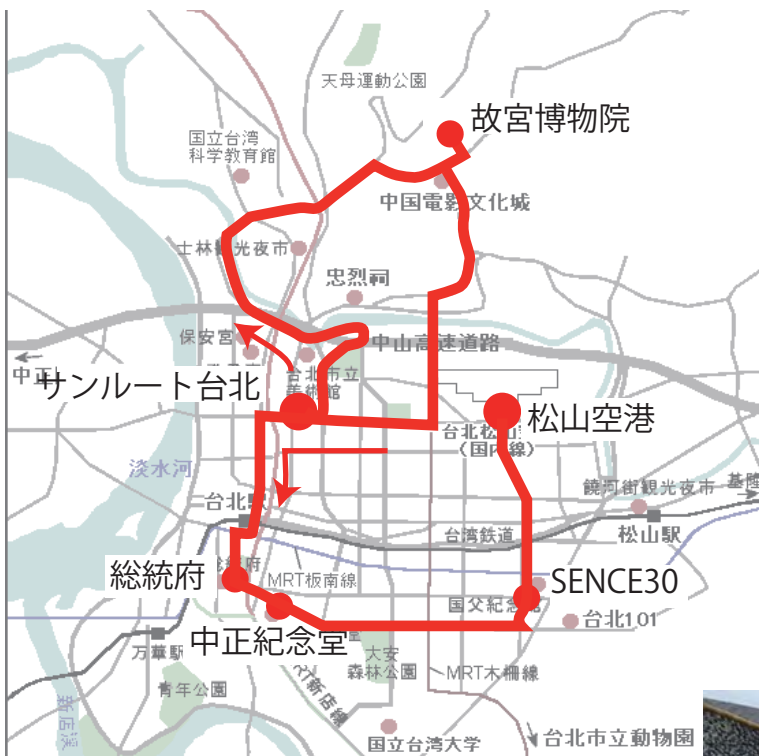 天母運動公園
故宮博物院
国立台湾
科学教育館
中国電影文化城
士林観光夜市
忠烈祠
保安宮
中山高速道路
中正
サンルート台北
台北市立
美術館
松山空港
台北松山
(国内線)
淡水河
饒河街観光夜市
基隆
台北駅
台湾鉄道
松山駅
総統府
MRT板南線
SENCE30
国父紀念館
中正紀念堂
台北101
万華駅
大安
森林公園
MRT木柵線
青年公園
MRT新店線
新店渓
国立台湾大学
台北市立動物園